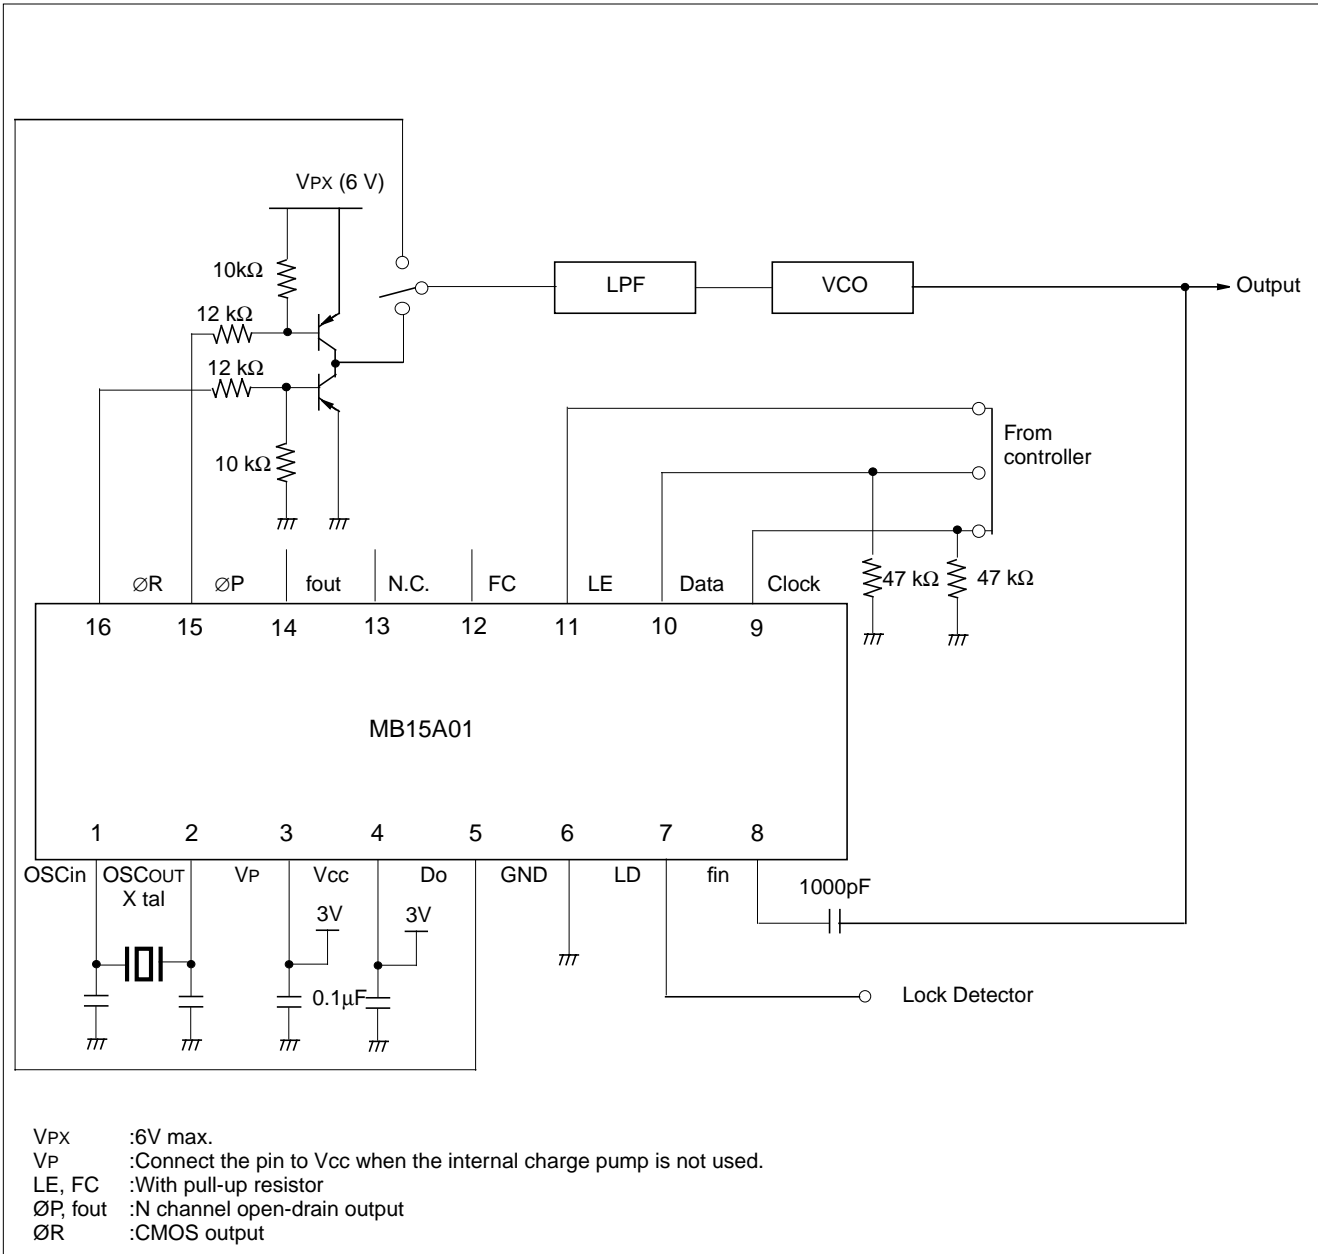 VPX (6 V)
10kΩ
12 kΩ
12 kΩ
10 kΩ
LPF
VCO
Output
From
controller
47 kΩ
47 kΩ
ØR
ØP
fout
N.C.
FC
LE
Data
Clock
16
15
14
13
12
11
10
9
MB15A01
1
2
3
4
5
6
7
8
OSCin
OSCOUT
X tal
VP
Vcc
Do
GND
LD
fin
3V
3V
1000pF
0.1µF
Lock Detector
VPX :6V max.
VP :Connect the pin to Vcc when the internal charge pump is not used.
LE, FC :With pull-up resistor
ØP, fout :N channel open-drain output
ØR :CMOS output